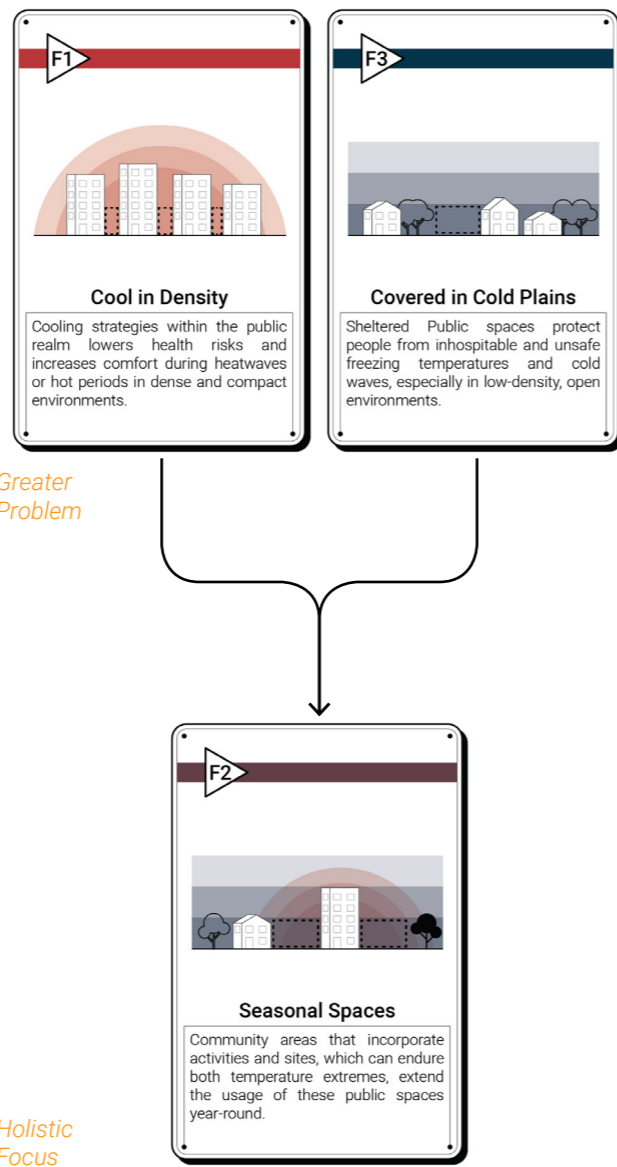 F1
Cool in Density
Cooling strategies within the public
realm lowers health risks and
increases comfort during heatwaves
or hot periods in dense and compact
environments.
F3
Covered in Cold Plains
Sheltered Public spaces protect
people from inhospitable and unsafe
freezing temperatures and cold
waves, especially in low-density, open
environments.
Greater
Problem
F2
Seasonal Spaces
Community areas that incorporate
activities and sites, which can endure
both temperature extremes, extend
the usage of these public spaces
year-round.
Holistic
Focus